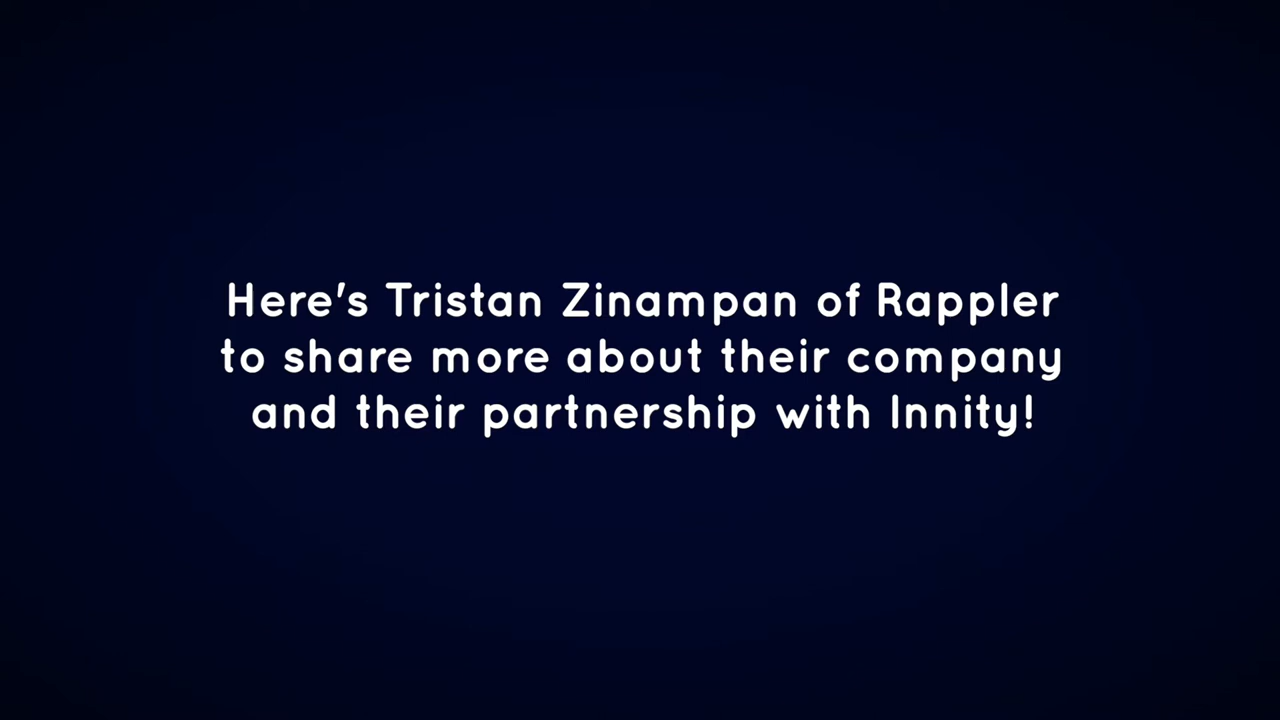 Here's Tristan Zinampan of Rappler
to share more about their company
and their partnership with Innity!